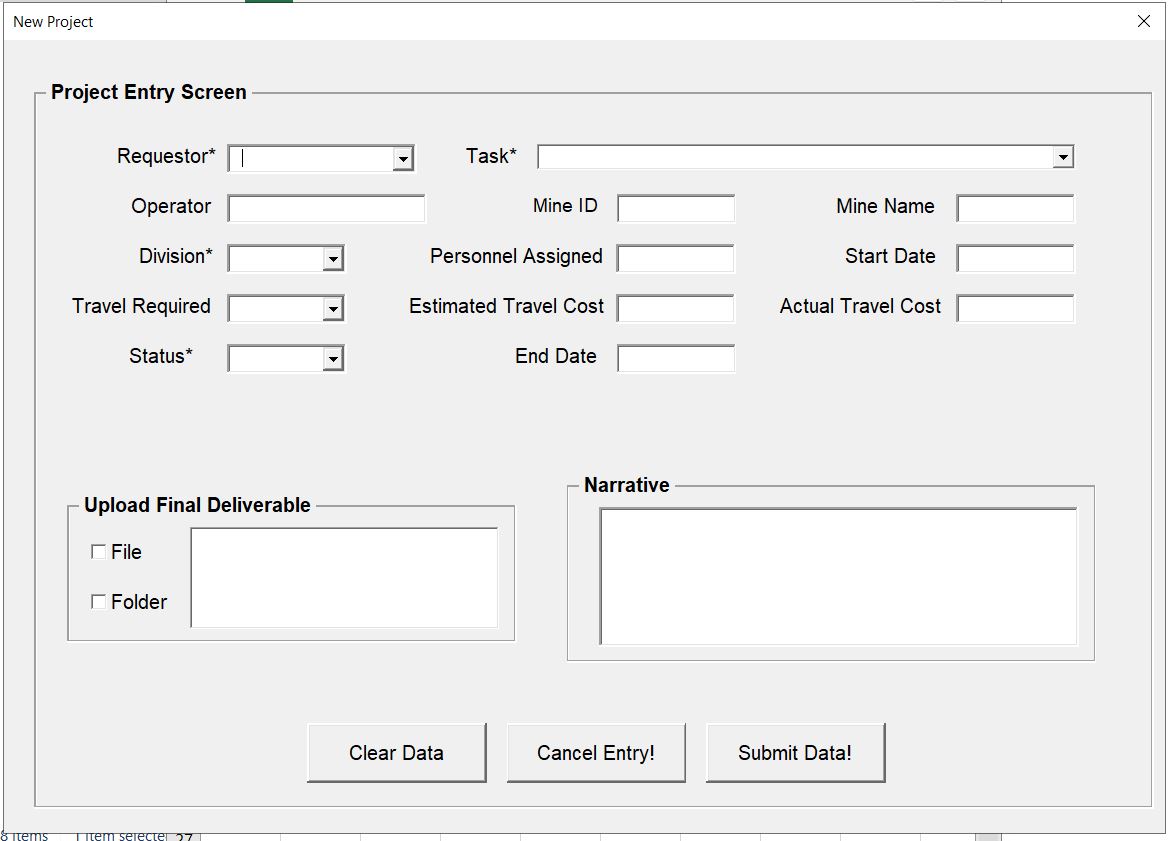 New Project
Project Entry Screen
Requestor* Task*
Operator Mine ID Mine Name
Division* Personnel Assigned Start Date
Travel Required Estimated Travel Cost Actual Travel Cost
Status* End Date
Upload Final Deliverable
File
Folder
Narrative
Clear Data Cancel Entry! Submit Data!
8 items 1 item selecte 27